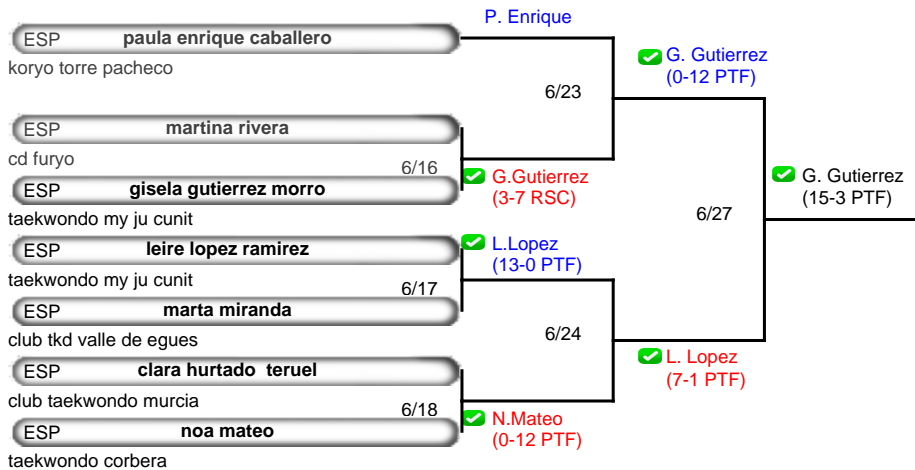 P. Enrique
ESP paula enrique caballero
koryo torre pacheco
G. Gutierrez
(0-12 PTF)
6/23
ESP martina rivera
cd furyo
6/16
G.Gutierrez
(3-7 RSC)
ESP gisela gutierrez morro
taekwondo my ju cunit
G. Gutierrez
(15-3 PTF)
6/27
ESP leire lopez ramirez
L.Lopez
(13-0 PTF)
taekwondo my ju cunit
6/17
ESP marta miranda
club tkd valle de egues
6/24
L. Lopez
(7-1 PTF)
ESP clara hurtado  teruel
club taekwondo murcia
6/18
N.Mateo
(0-12 PTF)
ESP noa mateo
taekwondo corbera